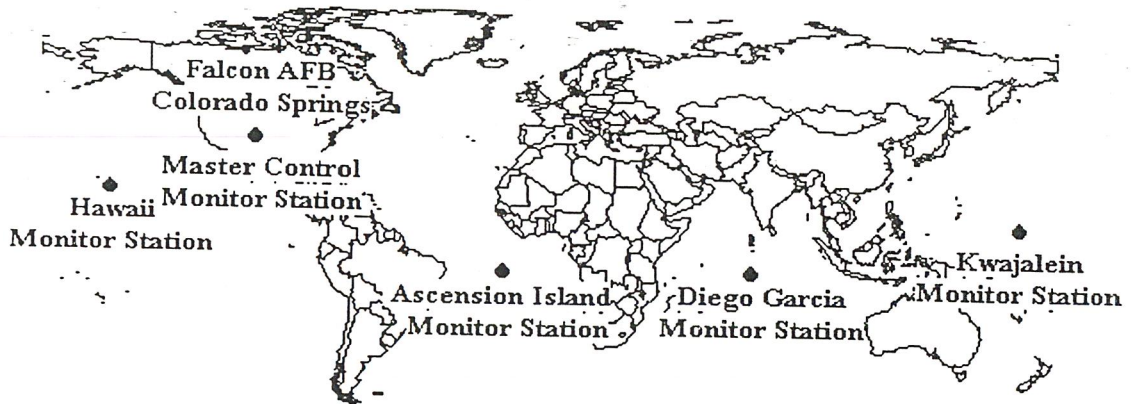 Falcon AFB
Colorado Springs
Master Control
Monitor Station
Hawaii
Monitor Station
Ascension Island
Monitor Station
Diego Garcia
Monitor Station
Kwajalein
Monitor Station